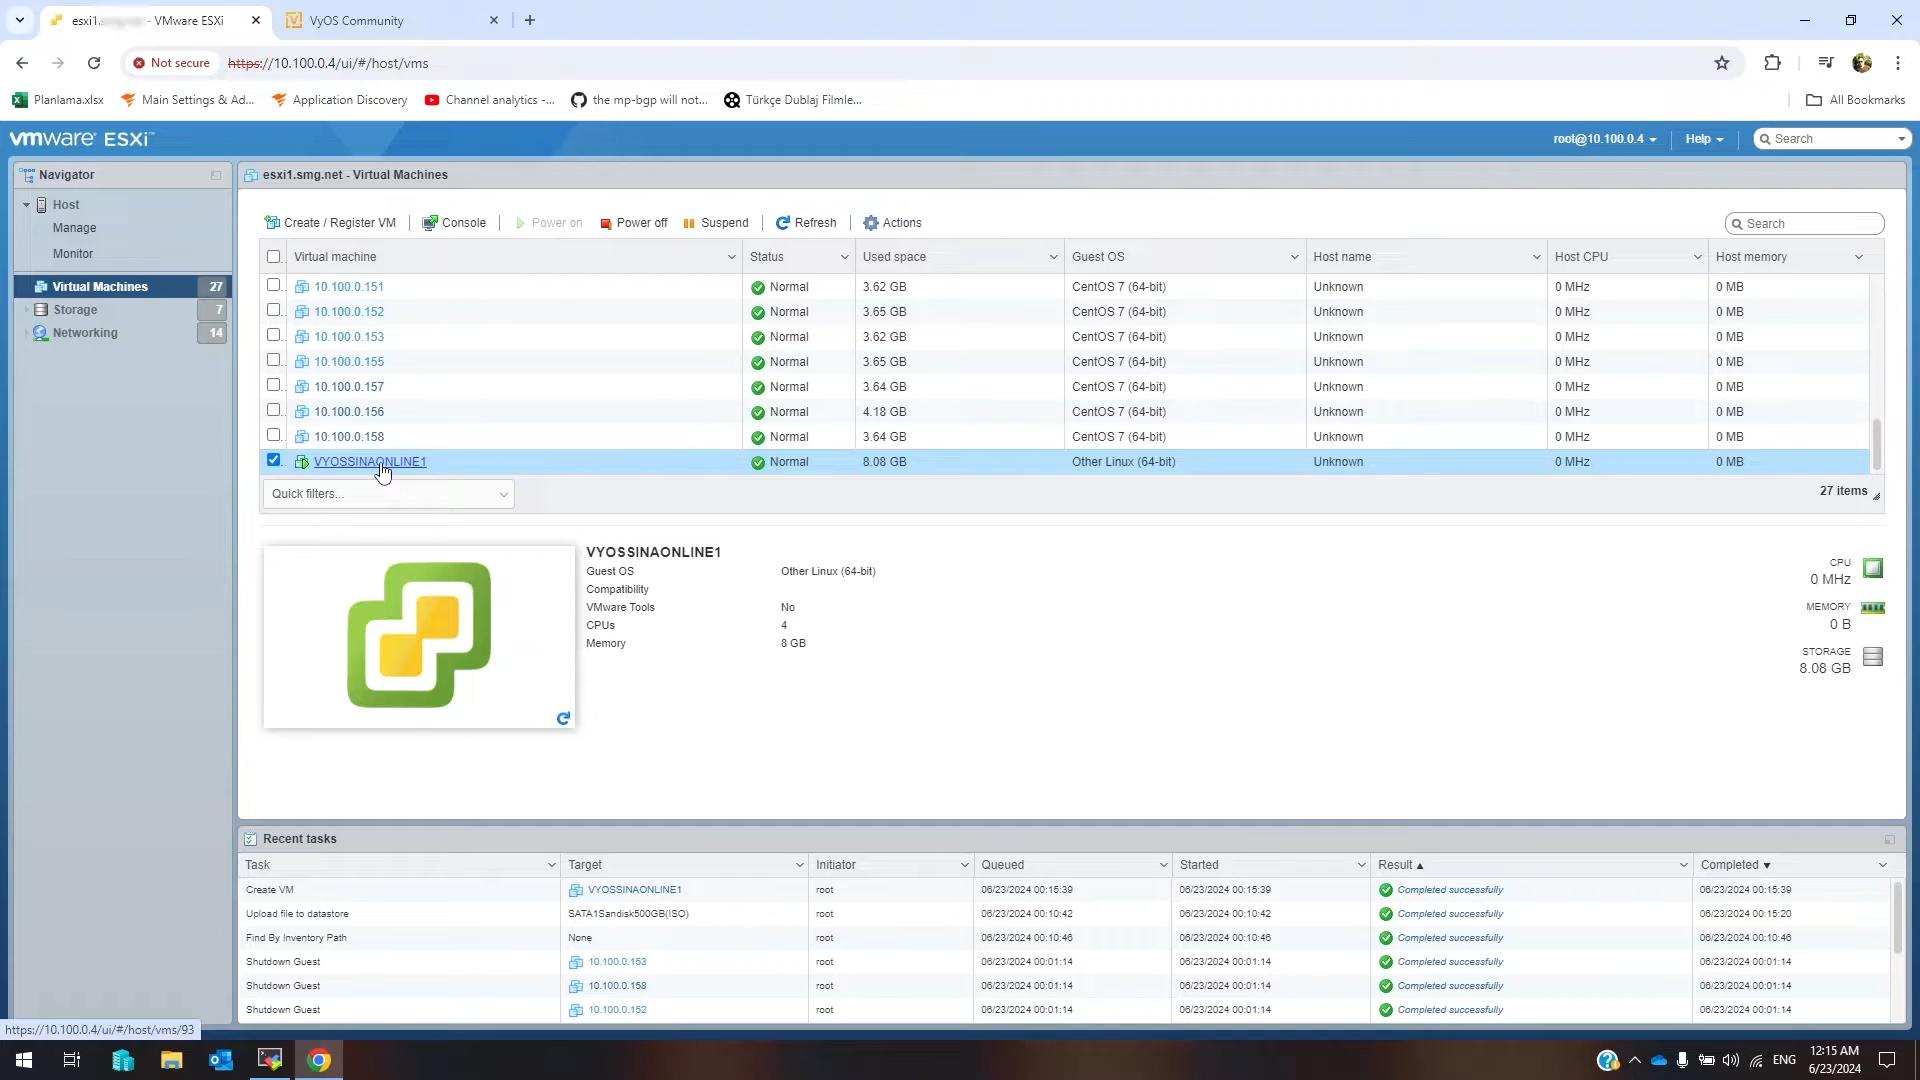 esxi1. - VMware ESXi
VyOS Community
Not secure
https://10.100.0.4/ui/#/host/vms
Planlama.xlsx
Main Settings & Ad...
Application Discovery
Channel analytics -...
the mp-bgp will not...
Türkçe Dublaj Filmle...
All Bookmarks
vmware ESXi™
root@10.100.0.4
Help
Search
Navigator
Host
Manage
Monitor
Virtual Machines 27
Storage 7
Networking 14
esxi1.smg.net - Virtual Machines
Create / Register VM
Console
Power on
Power off
Suspend
Refresh
Actions
Search
Virtual machine Status Used space Guest OS Host name Host CPU Host memory
10.100.0.151 Normal 3.62 GB CentOS 7 (64-bit) Unknown 0 MHz 0 MB
10.100.0.152 Normal 3.65 GB CentOS 7 (64-bit) Unknown 0 MHz 0 MB
10.100.0.153 Normal 3.62 GB CentOS 7 (64-bit) Unknown 0 MHz 0 MB
10.100.0.155 Normal 3.65 GB CentOS 7 (64-bit) Unknown 0 MHz 0 MB
10.100.0.157 Normal 3.64 GB CentOS 7 (64-bit) Unknown 0 MHz 0 MB
10.100.0.156 Normal 4.18 GB CentOS 7 (64-bit) Unknown 0 MHz 0 MB
10.100.0.158 Normal 3.64 GB CentOS 7 (64-bit) Unknown 0 MHz 0 MB
VYOSSINAONLINE1 Normal 8.08 GB Other Linux (64-bit) Unknown 0 MHz 0 MB
Quick filters...
27 items
VYOSSINAONLINE1
Guest OS Other Linux (64-bit)
Compatibility
VMware Tools No
CPUs 4
Memory 8 GB
CPU
0 MHz
MEMORY
0 B
STORAGE
8.08 GB
Recent tasks
Task Target Initiator Queued Started Result Completed
Create VM VYOSSINAONLINE1 root 06/23/2024 00:15:39 06/23/2024 00:15:39 Completed successfully 06/23/2024 00:15:39
Upload file to datastore SATA1Sandisk500GB(ISO) root 06/23/2024 00:10:42 06/23/2024 00:10:42 Completed successfully 06/23/2024 00:15:20
Find By Inventory Path None root 06/23/2024 00:10:46 06/23/2024 00:10:46 Completed successfully 06/23/2024 00:10:46
Shutdown Guest 10.100.0.153 root 06/23/2024 00:01:14 06/23/2024 00:01:14 Completed successfully 06/23/2024 00:01:14
Shutdown Guest 10.100.0.158 root 06/23/2024 00:01:14 06/23/2024 00:01:14 Completed successfully 06/23/2024 00:01:14
Shutdown Guest 10.100.0.152 root 06/23/2024 00:01:14 06/23/2024 00:01:14 Completed successfully 06/23/2024 00:01:14
https://10.100.0.4/ui/#/host/vms/93
ENG
12:15 AM
6/23/2024